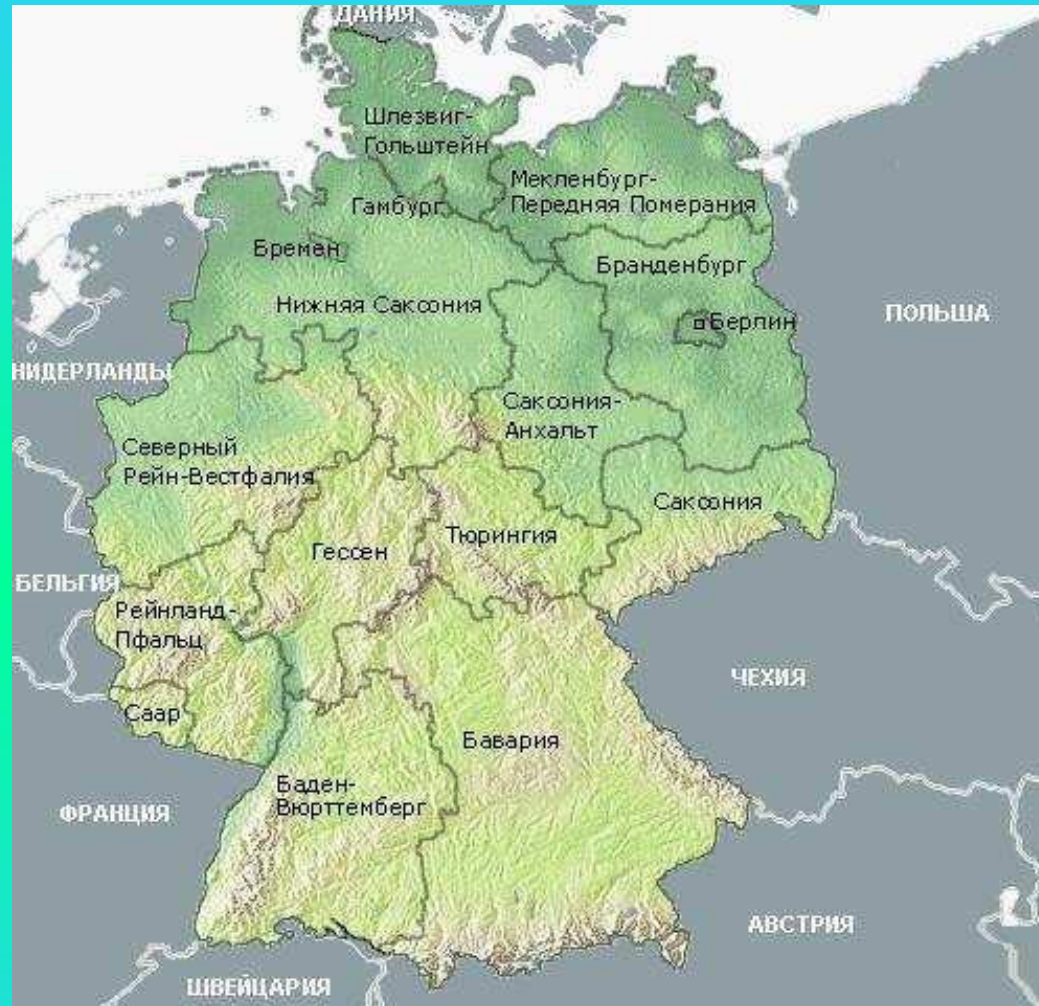 ДАНИЯ
Шлезвиг-
Гольштейн
Мекленбург-
Передняя Померания
Гамбург
Бремен
Бранденбург
Нижняя Саксония
Берлин
ПОЛЬША
НИДЕРЛАНДЫ
Саксония-
Анхальт
Северный
Рейн-Вестфалия
Саксония
Тюрингия
Гессен
БЕЛЬГИЯ
Рейнланд-
Пфальц
ЧЕХИЯ
Саар
Бавария
Баден-
Вюрттемберг
ФРАНЦИЯ
АВСТРИЯ
ШВЕЙЦАРИЯ